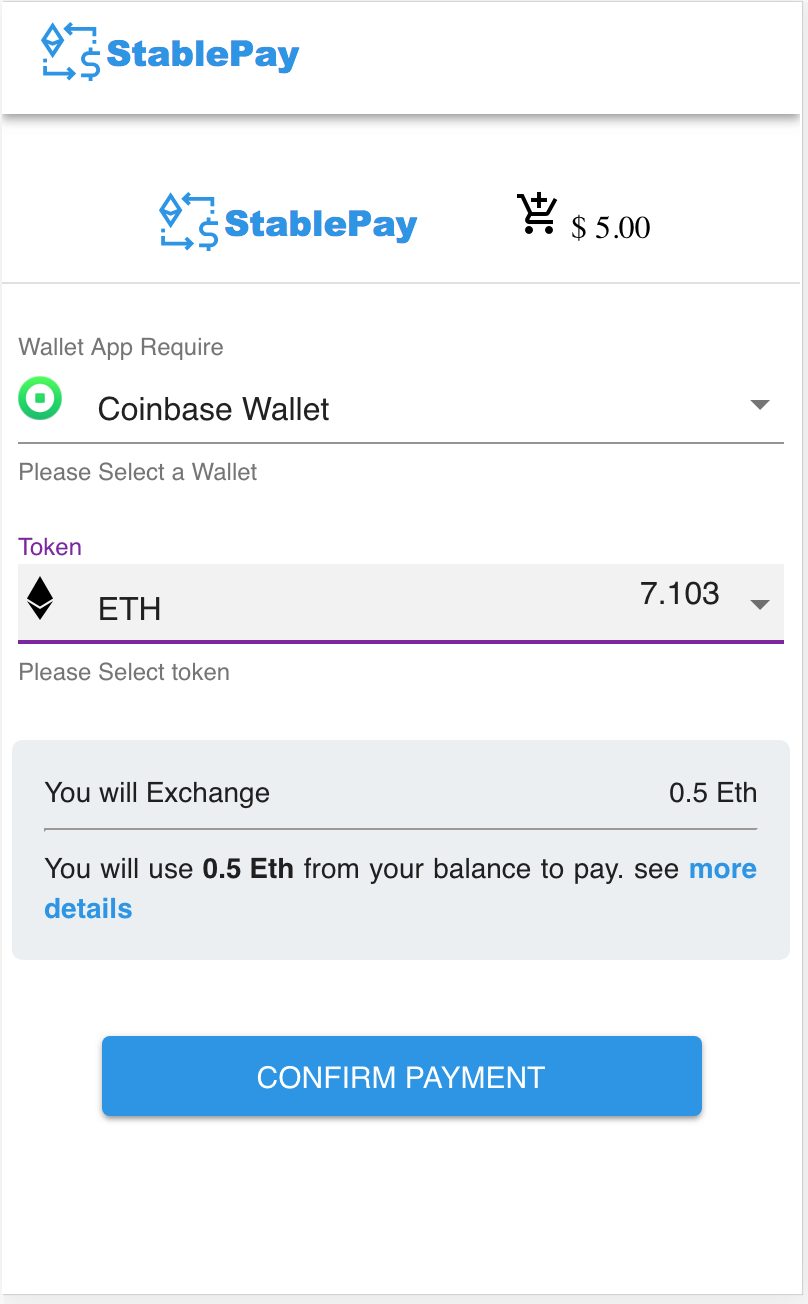 StablePay
StablePay
$ 5.00
Wallet App Require
Coinbase Wallet
Please Select a Wallet
Token
ETH
7.103
Please Select token
You will Exchange
0.5 Eth
You will use 0.5 Eth from your balance to pay. see more
details
CONFIRM PAYMENT